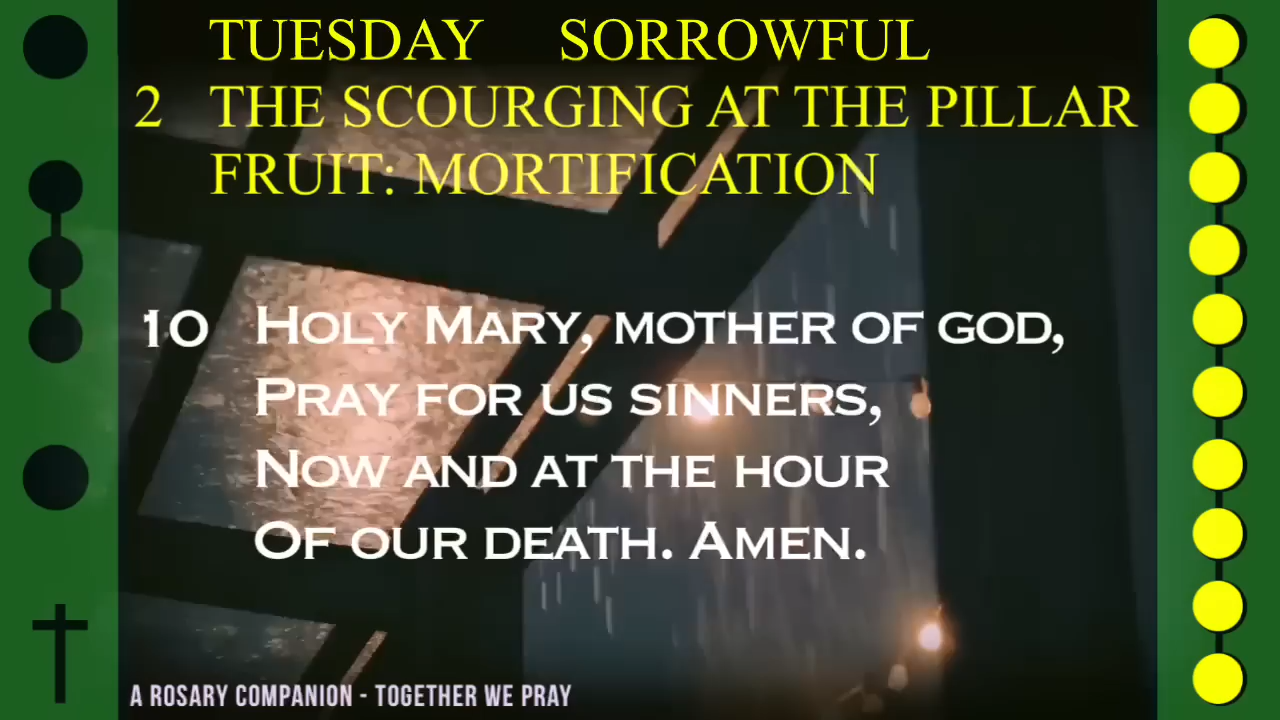 TUESDAY SORROWFUL
2 THE SCOURGING AT THE PILLAR
FRUIT: MORTIFICATION
10 HOLY MARY, MOTHER OF GOD,
PRAY FOR US SINNERS,
NOW AND AT THE HOUR
OF OUR DEATH. AMEN.
A ROSARY COMPANION - TOGETHER WE PRAY